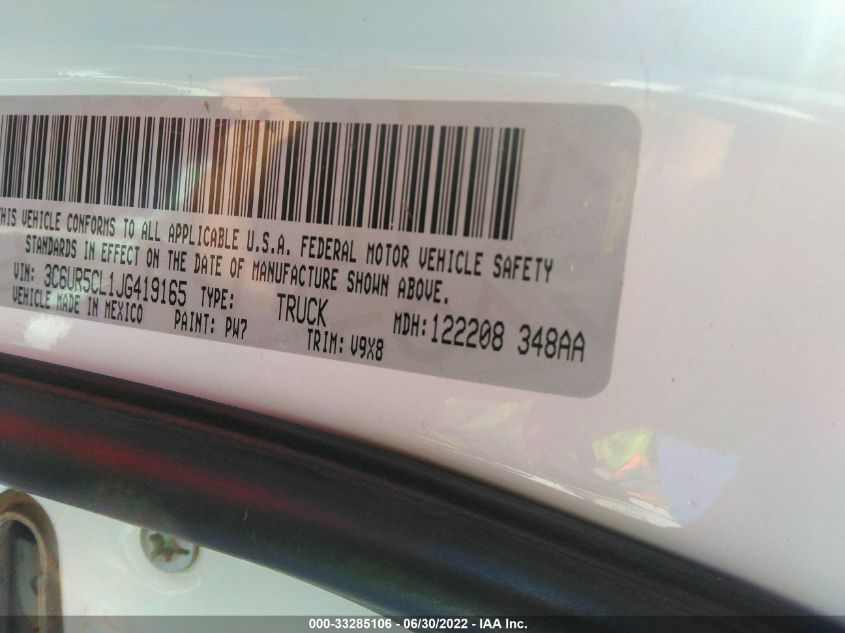 THIS VEHICLE CONFORMS TO ALL APPLICABLE U.S.A. FEDERAL MOTOR VEHICLE SAFETY
STANDARDS IN EFFECT ON THE DATE OF MANUFACTURE SHOWN ABOVE.
VIN: 3C6UR5CL1JG419165 TYPE: TRUCK MDH:122208 348AA
VEHICLE MADE IN MEXICO PAINT: PW7 TRIM: V9X8
000-33285106 - 06/30/2022 - IAA Inc.